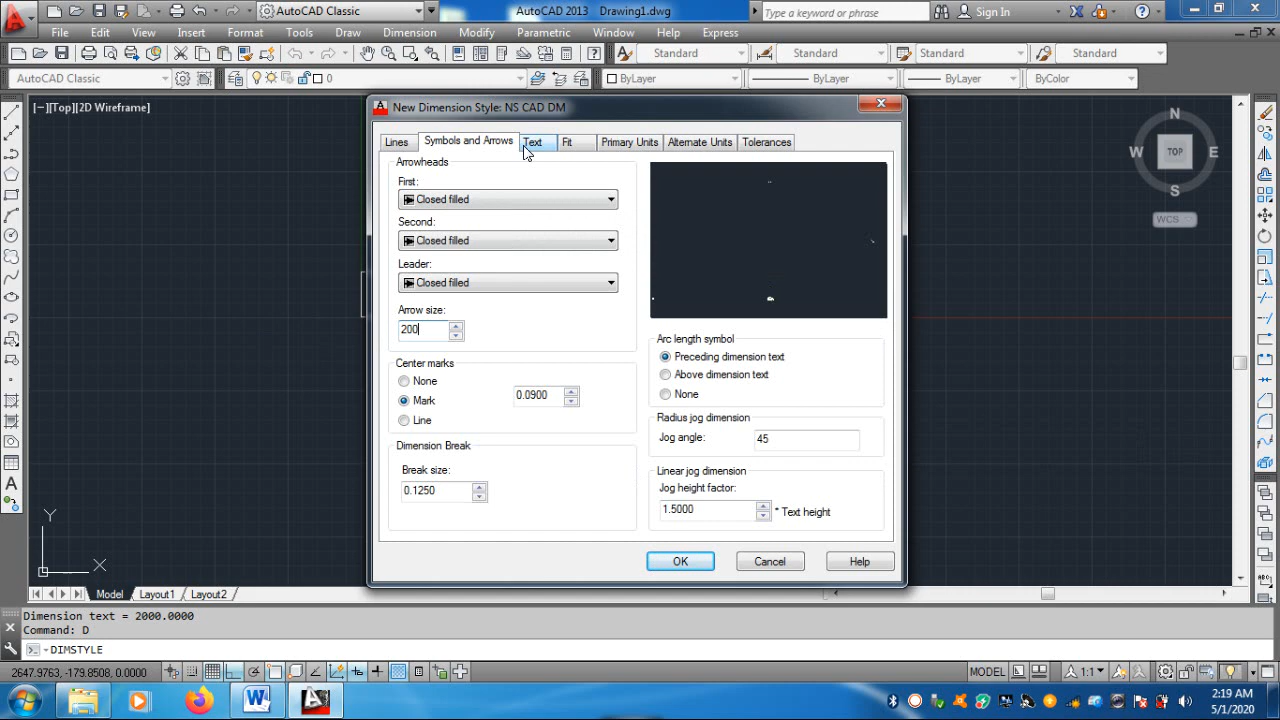 AutoCAD Classic
AutoCAD 2013 Drawing1.dwg
Type a keyword or phrase
Sign In
File Edit View Insert Format Tools Draw Dimension Modify Parametric Window Help Express
Standard Standard Standard Standard
AutoCAD Classic
0
ByLayer ByLayer ByLayer ByColor
[−][Top][2D Wireframe]
New Dimension Style: NS CAD DM
Lines Symbols and Arrows Text Fit Primary Units Alternate Units Tolerances
Arrowheads
First:
Closed filled
Second:
Closed filled
Leader:
Closed filled
Arrow size:
200
Center marks
None
Mark
0.0900
Line
Dimension Break
Break size:
0.1250
Arc length symbol
Preceding dimension text
Above dimension text
None
Radius jog dimension
Jog angle:
45
Linear jog dimension
Jog height factor:
1.5000
* Text height
OK Cancel Help
N
W TOP E
S
WCS
Y
X
Model Layout1 Layout2
Dimension text = 2000.0000
Command: D
DIMSTYLE
2647.9763, -179.8508, 0.0000
MODEL
1:1
2:19 AM
5/1/2020